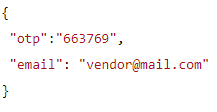 {
"otp":"663769",
"email": "vendor@mail.com"
}